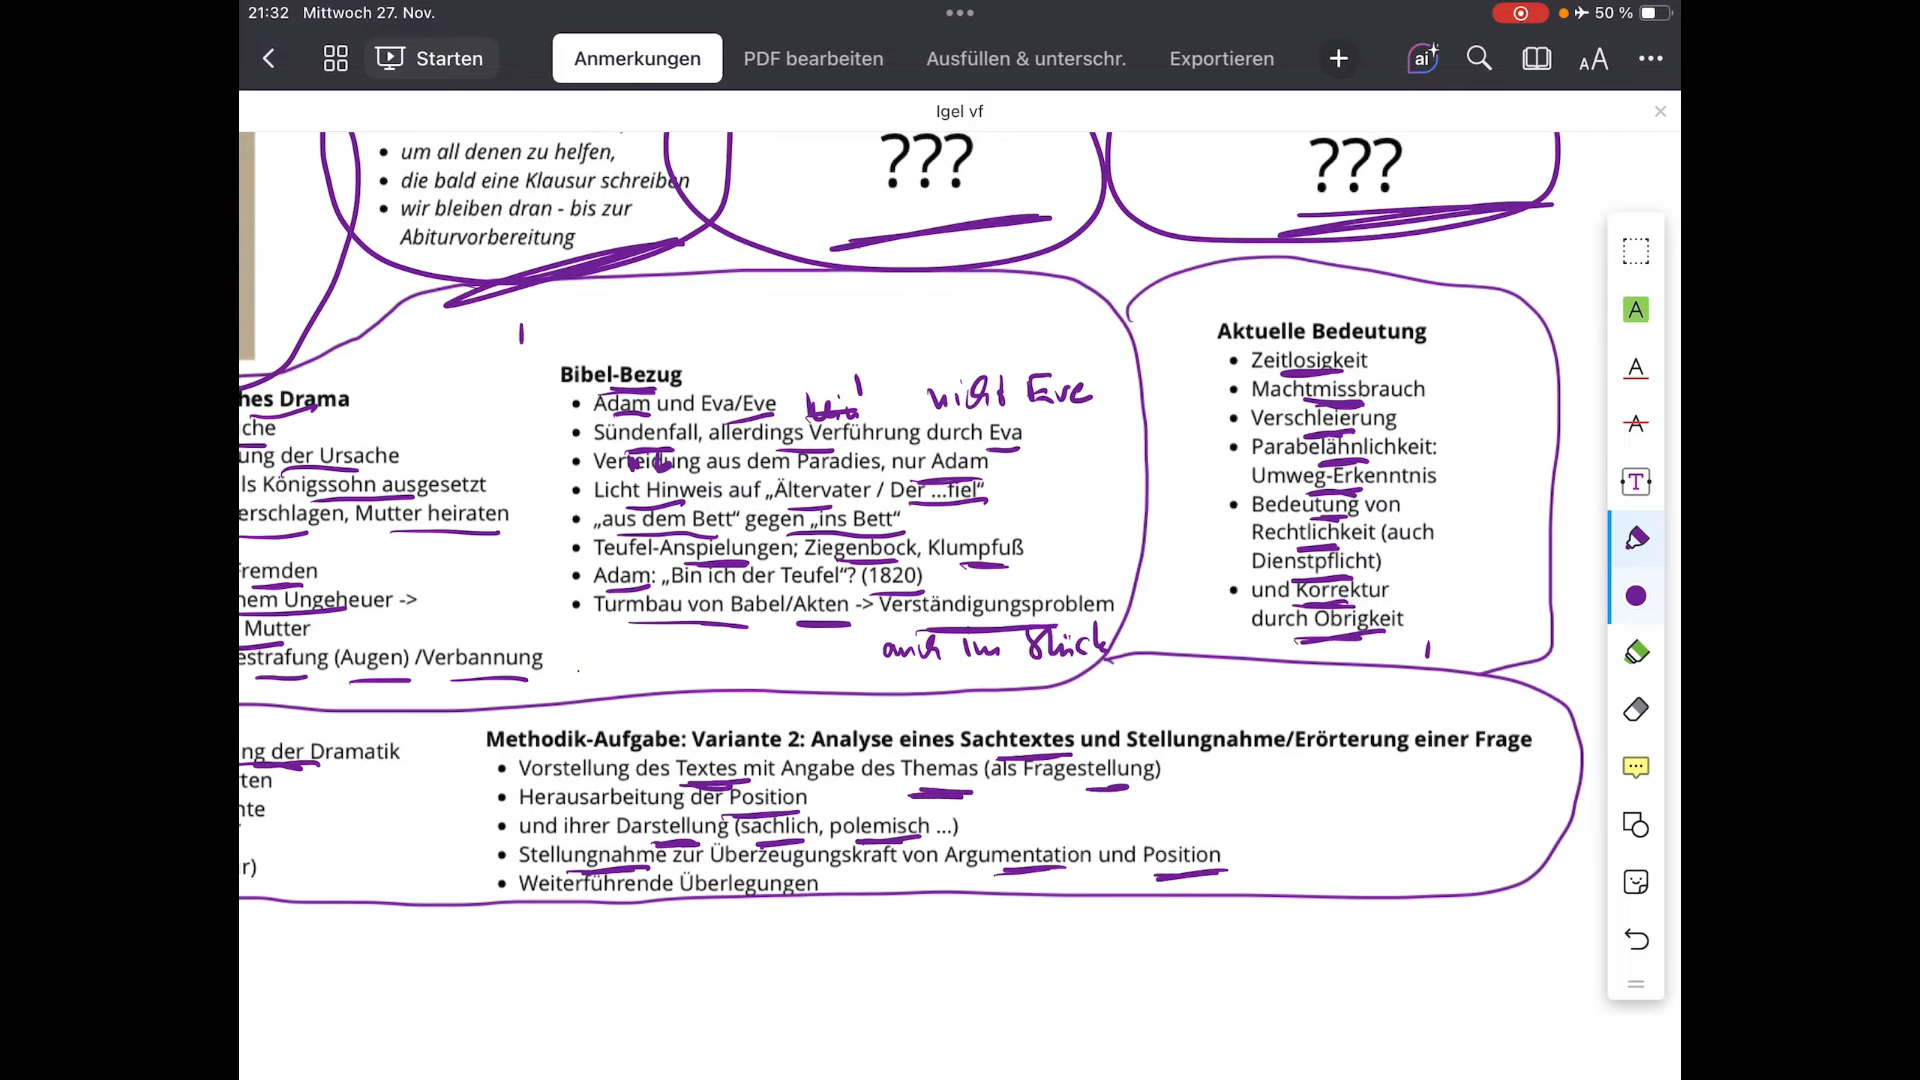 21:32 Mittwoch 27. Nov.
50 %
Starten
Anmerkungen
PDF bearbeiten
Ausfüllen & unterschr.
Exportieren
Igel vf
um all denen zu helfen,
die bald eine Klausur schreiben
wir bleiben dran - bis zur
Abiturvorbereitung
???
???
hes Drama
che
ung der Ursache
ls Königssohn ausgesetzt
erschlagen, Mutter heiraten
Fremden
nem Ungeheuer ->
Mutter
estrafung (Augen) /Verbannung
Bibel-Bezug
Adam und Eva/Eve
nicht Eve
Sündenfall, allerdings Verführung durch Eva
Verteidung aus dem Paradies, nur Adam
Licht Hinweis auf „Ältervater / Der ...fiel“
„aus dem Bett“ gegen „ins Bett“
Teufel-Anspielungen; Ziegenbock, Klumpfuß
Adam: „Bin ich der Teufel“? (1820)
Turmbau von Babel/Akten -> Verständigungsproblem
auch im Stück
Aktuelle Bedeutung
Zeitlosigkeit
Machtmissbrauch
Verschleierung
Parabelähnlichkeit:
Umweg-Erkenntnis
Bedeutung von
Rechtlichkeit (auch
Dienstpflicht)
und Korrektur
durch Obrigkeit
ng der Dramatik
ten
nte
r)
Methodik-Aufgabe: Variante 2: Analyse eines Sachtextes und Stellungnahme/Erörterung einer Frage
Vorstellung des Textes mit Angabe des Themas (als Fragestellung)
Herausarbeitung der Position
und ihrer Darstellung (sachlich, polemisch ...)
Stellungnahme zur Überzeugungskraft von Argumentation und Position
Weiterführende Überlegungen